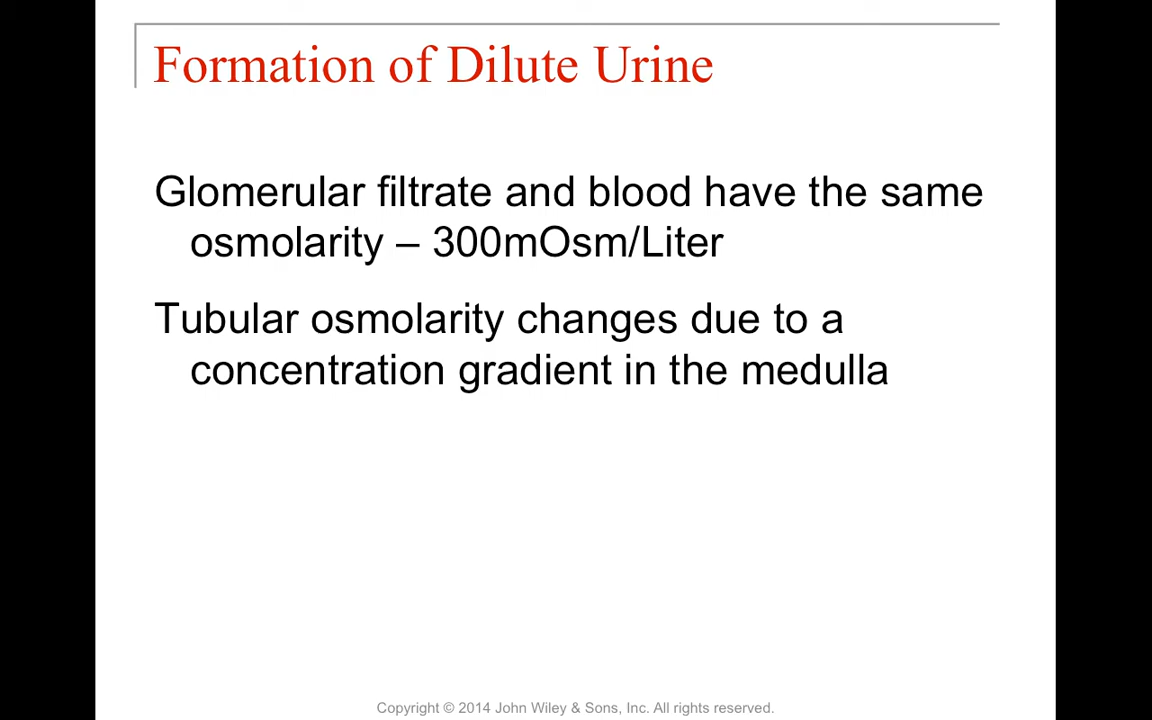 Formation of Dilute Urine
Glomerular filtrate and blood have the same
osmolarity – 300mOsm/Liter
Tubular osmolarity changes due to a
concentration gradient in the medulla
Copyright © 2014 John Wiley & Sons, Inc. All rights reserved.